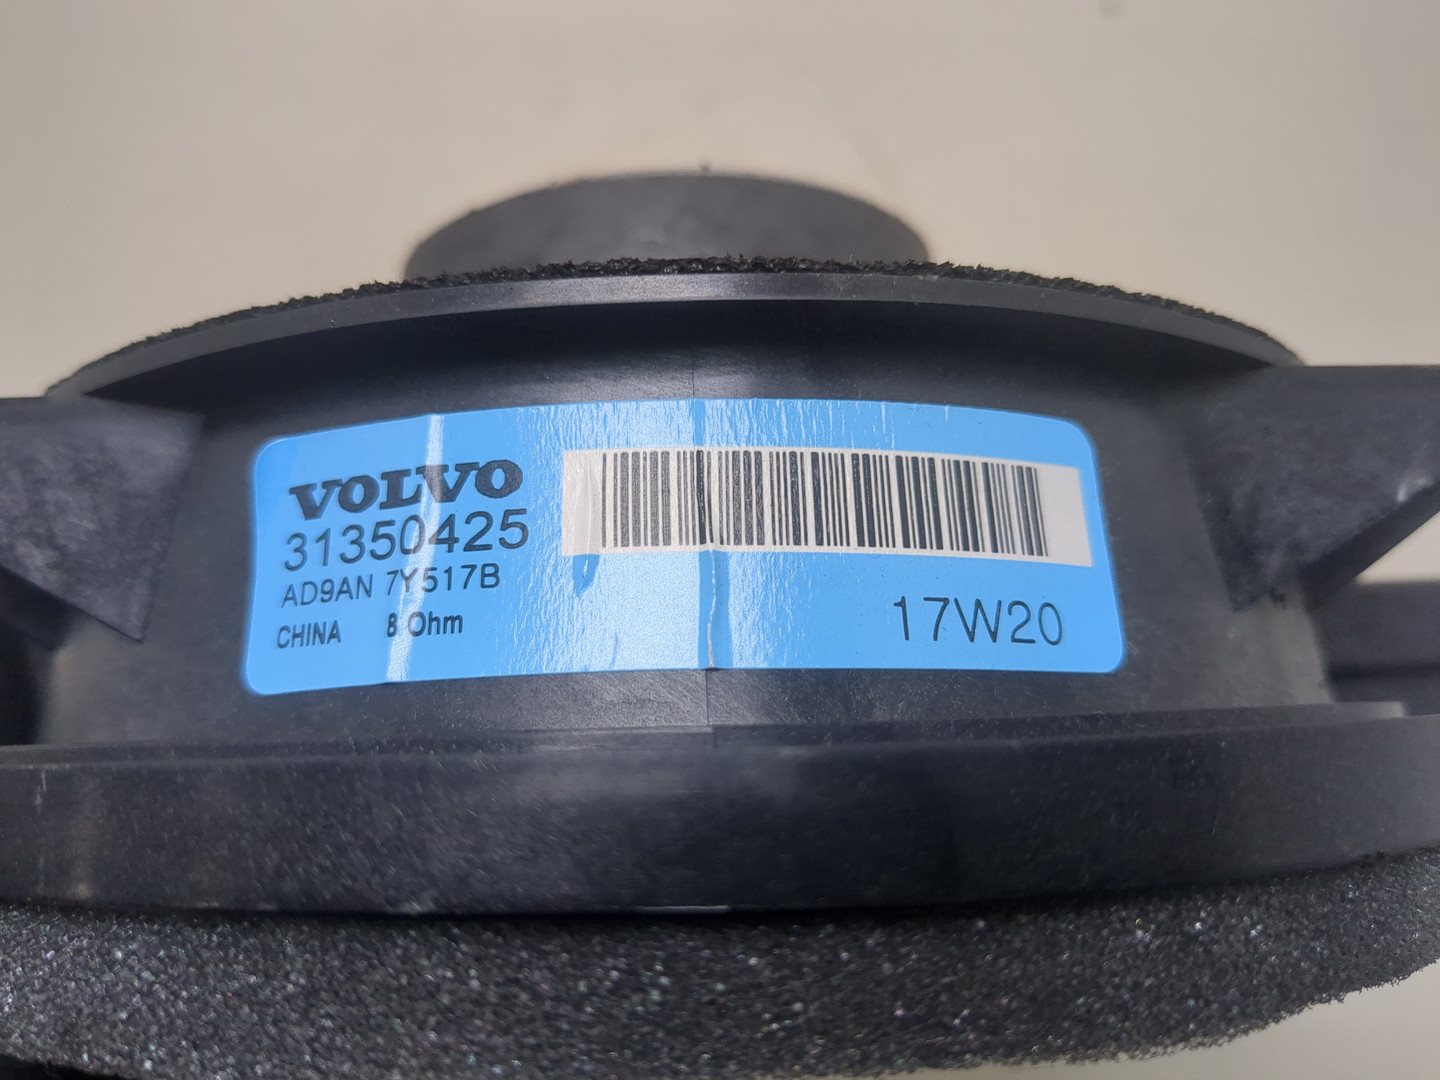 VOLVO
31350425
AD9AN 7Y517B
CHINA 8 Ohm
17W20